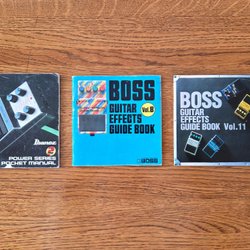 Ibanez
POWER SERIES
POCKET MANUAL
BOSS
GUITAR
EFFECTS
GUIDE BOOK
Vol.8
BOSS
BOSS
GUITAR
EFFECTS
GUIDE BOOK Vol.11